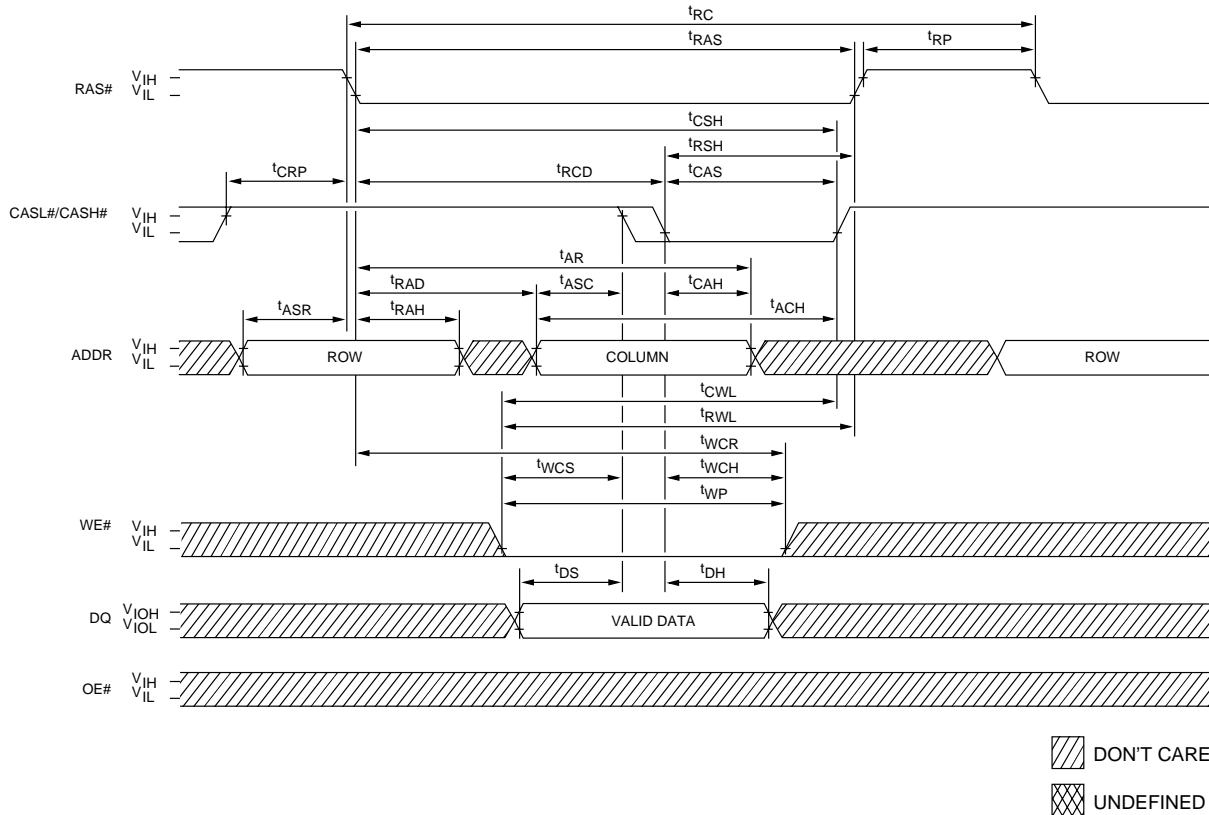 tRC
tRAS
tRP
RAS# VIH
VIL
tCSH
tRSH
tCRP
tRCD
tCAS
CASL#/CASH# VIH
VIL
tAR
tRAD
tASC
tCAH
tASR
tRAH
tACH
ADDR VIH
VIL
ROW
COLUMN
ROW
tCWL
tRWL
tWCR
tWCS
tWCH
tWP
WE# VIH
VIL
tDS
tDH
DQ VIOH
VIOL
VALID DATA
OE# VIH
VIL
DON'T CARE
UNDEFINED